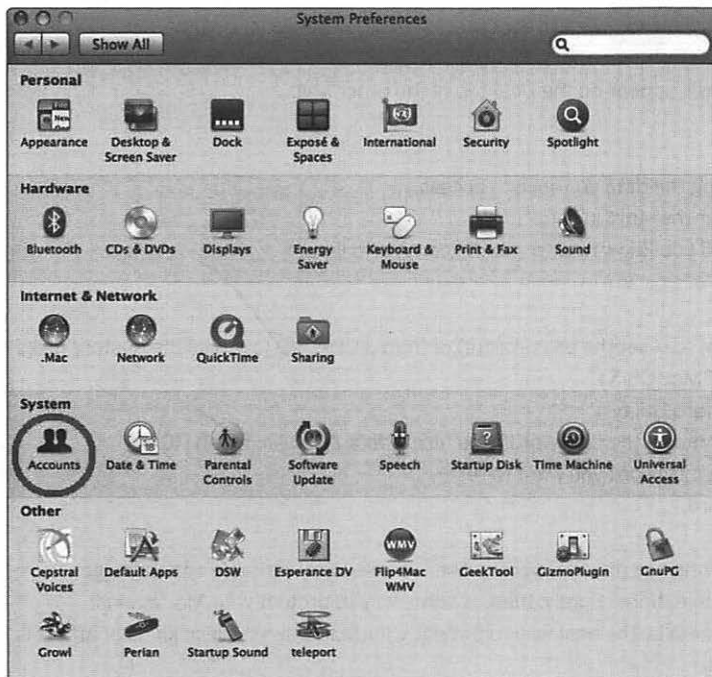 System Preferences
Show All
Personal
Appearance
Desktop &
Screen Saver
Dock
Exposé &
Spaces
International
Security
Spotlight
Hardware
Bluetooth
CDs & DVDs
Displays
Energy
Saver
Keyboard &
Mouse
Print & Fax
Sound
Internet & Network
.Mac
Network
QuickTime
Sharing
System
Accounts
Date & Time
Parental
Controls
Software
Update
Speech
Startup Disk
Time Machine
Universal
Access
Other
Cepstral
Voices
Default Apps
DSW
Esperance DV
WMV
Flip4Mac
WMV
GeekTool
GizmoPlugin
GnuPG
Growl
Perian
Startup Sound
teleport